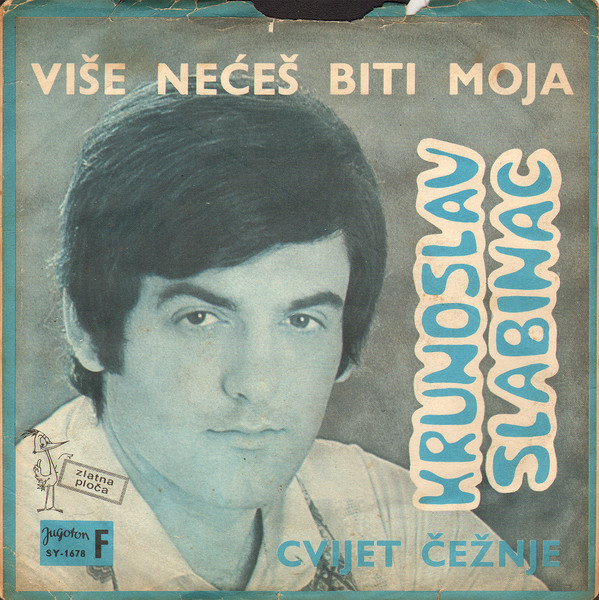 VIŠE NEĆEŠ BITI MOJA
KRUNOSLAV
SLABINAC
zlatna
ploča
Jugoton F
SY-1678
CVIJET ČEŽNJE